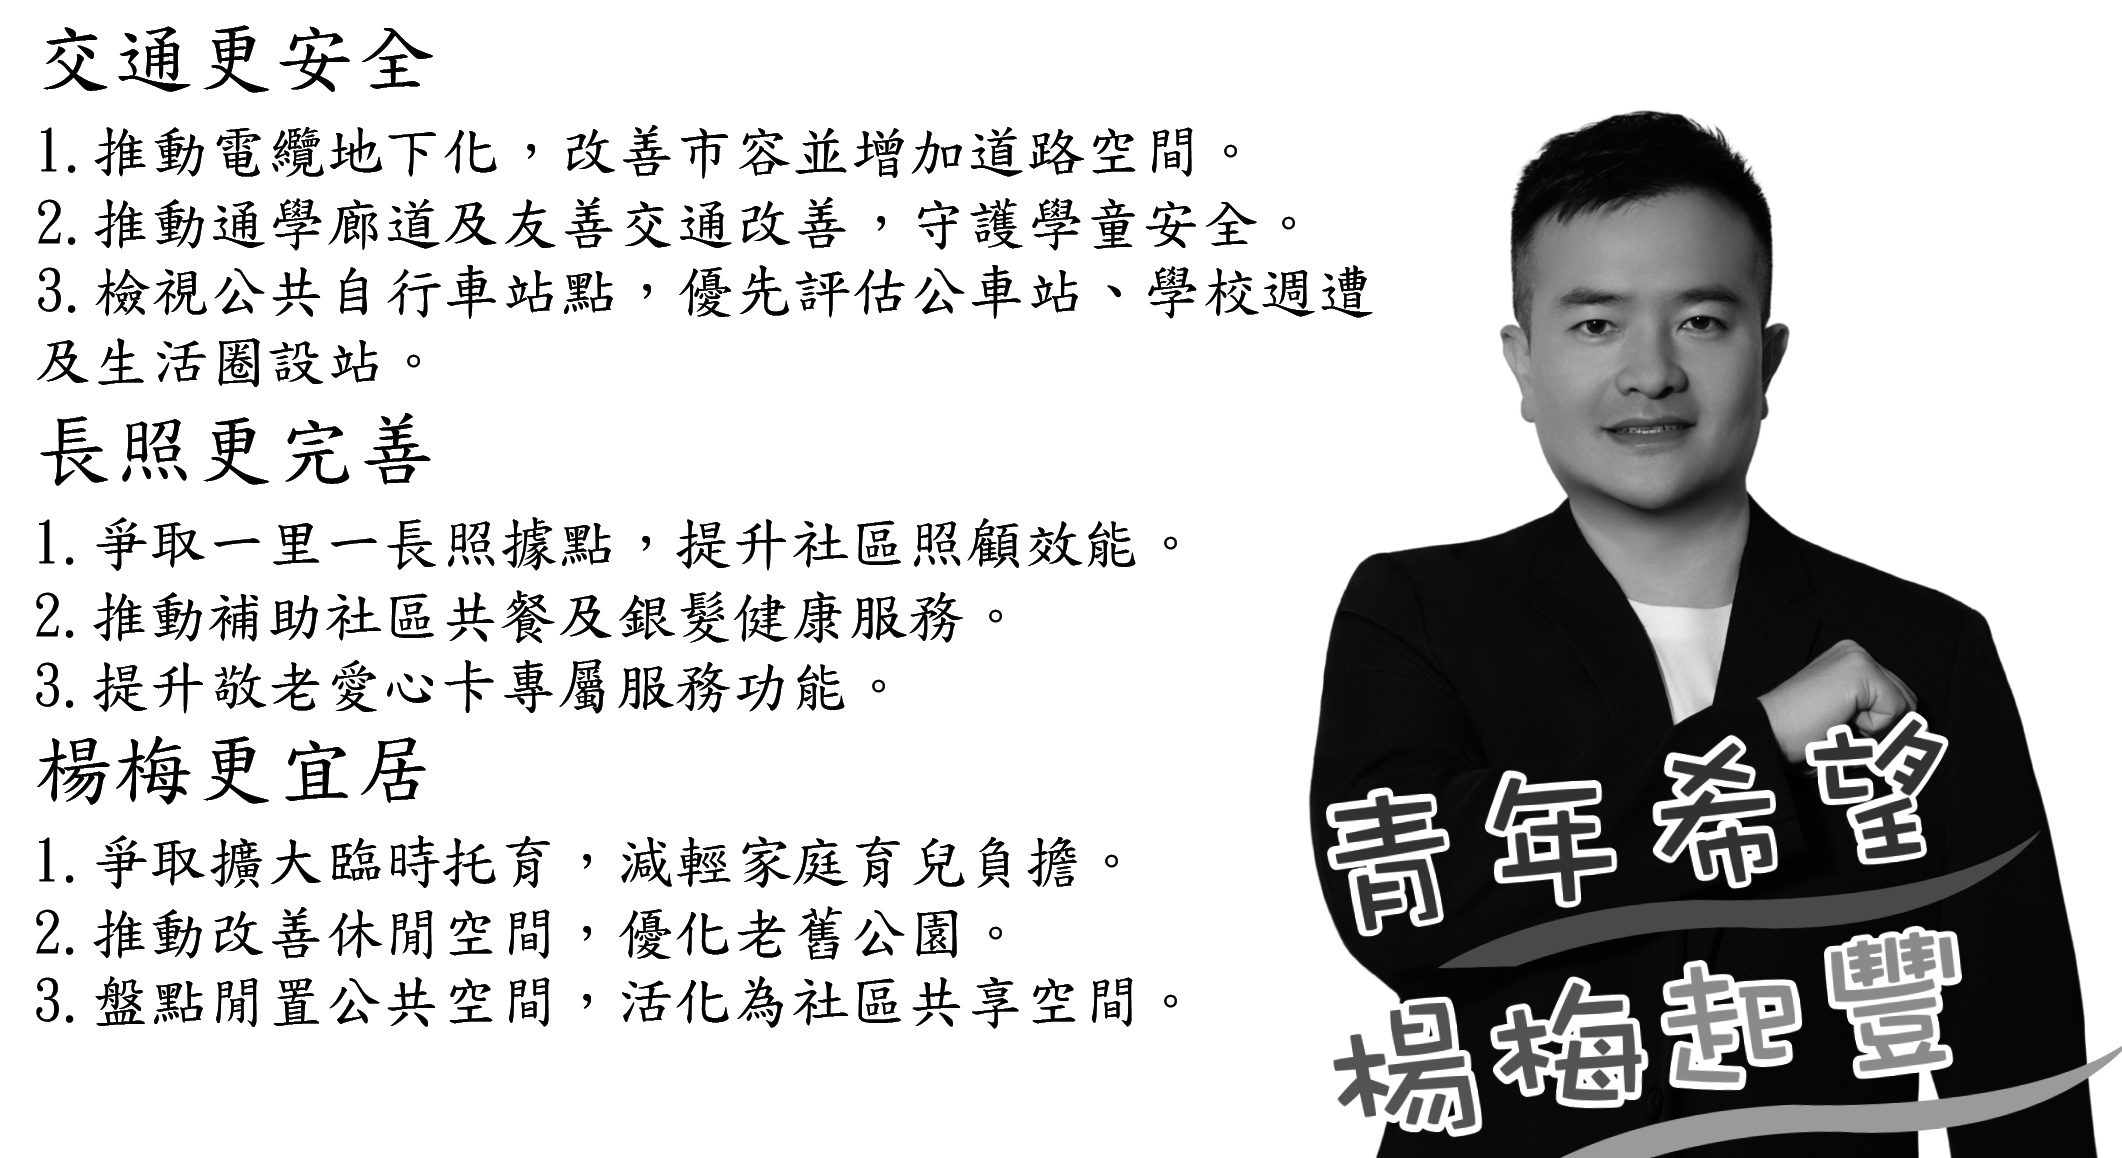 交通更安全
1.推動電纜地下化，改善市容並增加道路空間。
2.推動通學廊道及友善交通改善，守護學童安全。
3.檢視公共自行車站點，優先評估公車站、學校週遭
及生活圈設站。
長照更完善
1.爭取一里一長照據點，提升社區照顧效能。
2.推動補助社區共餐及銀髮健康服務。
3.提升敬老愛心卡專屬服務功能。
楊梅更宜居
1.爭取擴大臨時托育，減輕家庭育兒負擔。
2.推動改善休閒空間，優化老舊公園。
3.盤點閒置公共空間，活化為社區共享空間。
青年希望
楊梅起豐